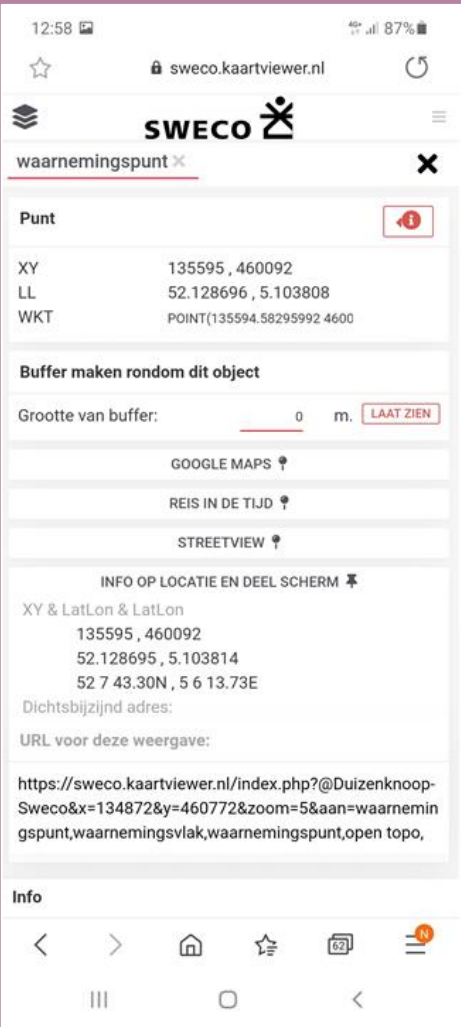 12:58 4G+ 87%
sweco.kaartviewer.nl
SWECO
waarnemingspunt ×
Punt
XY 135595 , 460092
LL 52.128696 , 5.103808
WKT POINT(135594.58295992 4600
Buffer maken rondom dit object
Grootte van buffer: 0 m. LAAT ZIEN
GOOGLE MAPS
REIS IN DE TIJD
STREETVIEW
INFO OP LOCATIE EN DEEL SCHERM
XY & LatLon & LatLon
135595 , 460092
52.128695 , 5.103814
52 7 43.30N , 5 6 13.73E
Dichtsbijzijnd adres:
URL voor deze weergave:
https://sweco.kaartviewer.nl/index.php?@Duizenknoop-
Sweco&x=134872&y=460772&zoom=5&aan=waarnemin
gspunt,waarnemingsvlak,waarnemingspunt,open topo,
Info
62
N